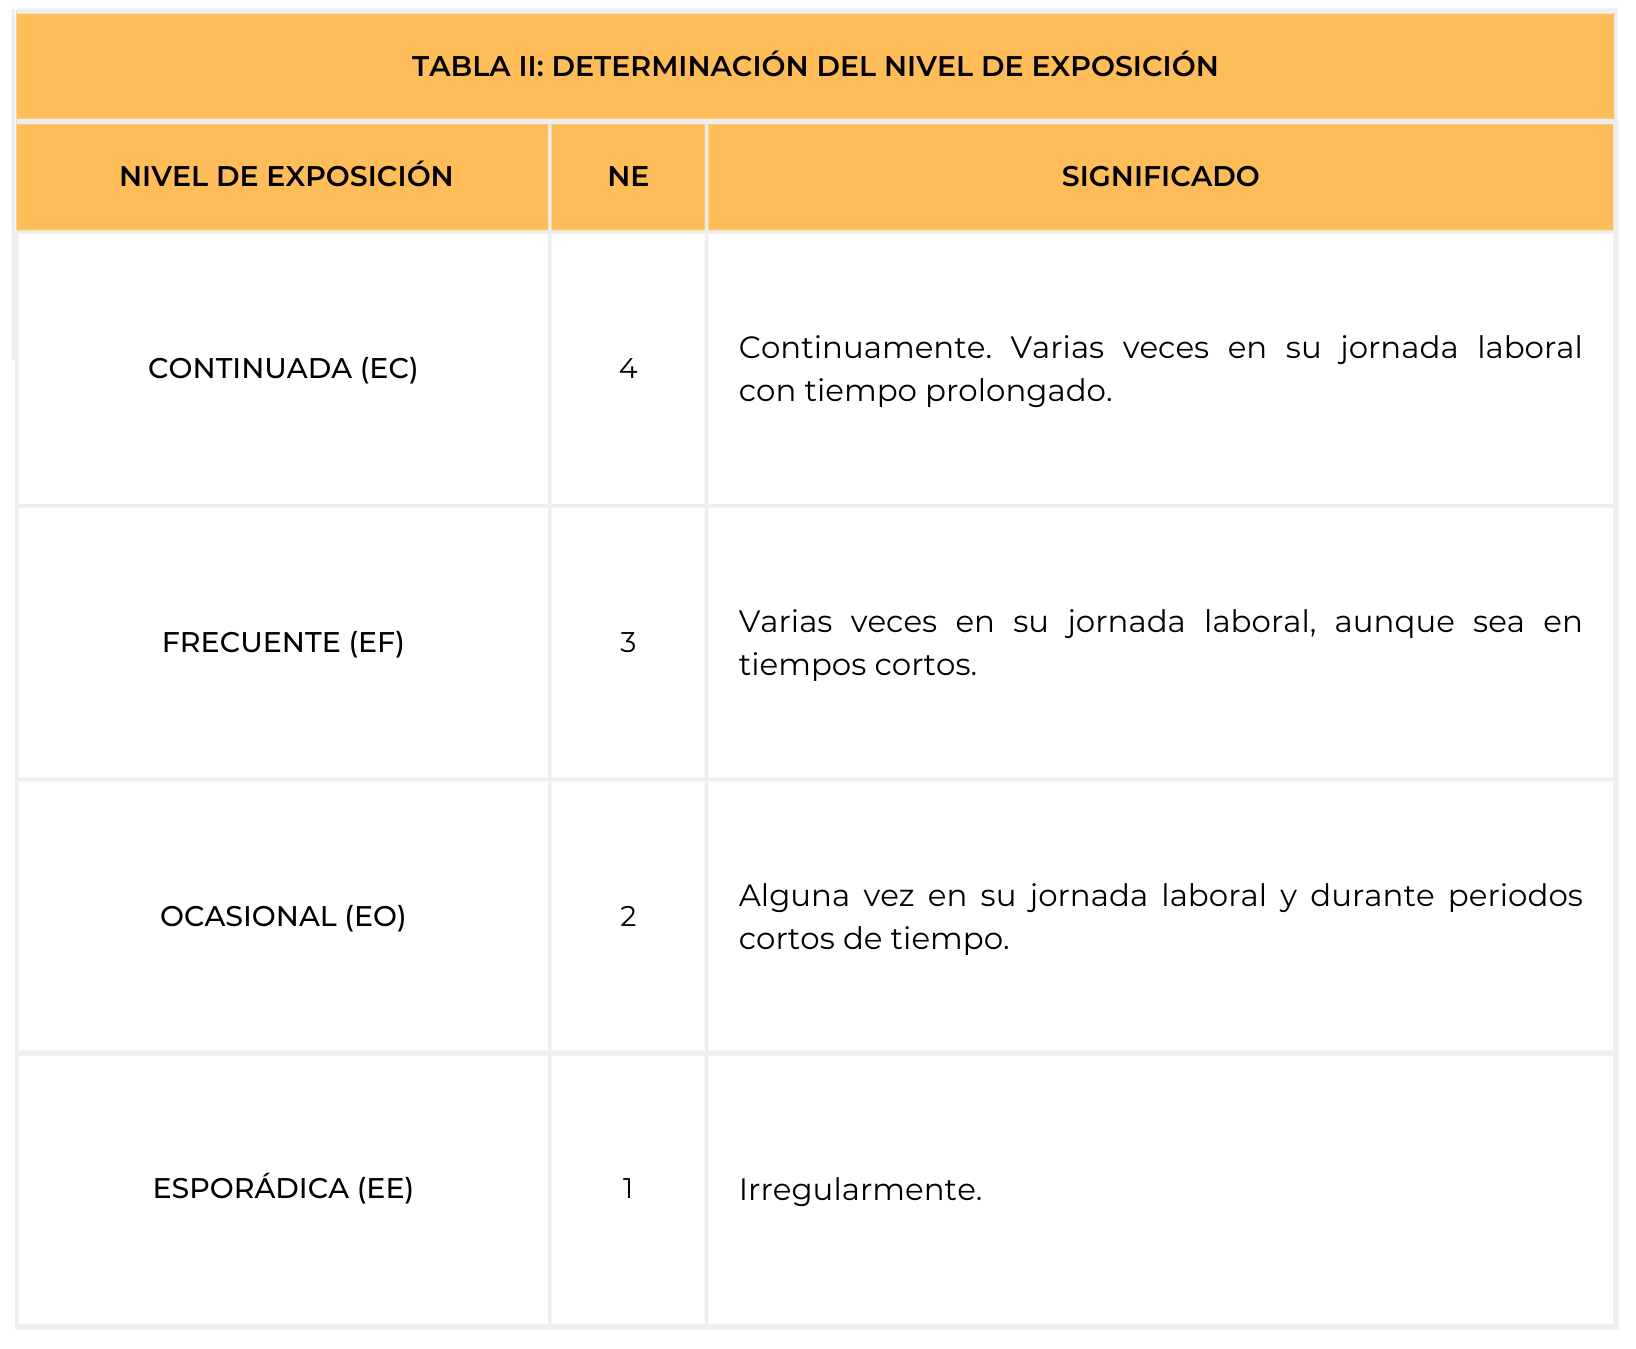 TABLA II: DETERMINACIÓN DEL NIVEL DE EXPOSICIÓN
NIVEL DE EXPOSICIÓN NE SIGNIFICADO
CONTINUADA (EC) 4 Continuamente. Varias veces en su jornada laboral
con tiempo prolongado.
FRECUENTE (EF) 3 Varias veces en su jornada laboral, aunque sea en
tiempos cortos.
OCASIONAL (EO) 2 Alguna vez en su jornada laboral y durante periodos
cortos de tiempo.
ESPORÁDICA (EE) 1 Irregularmente.